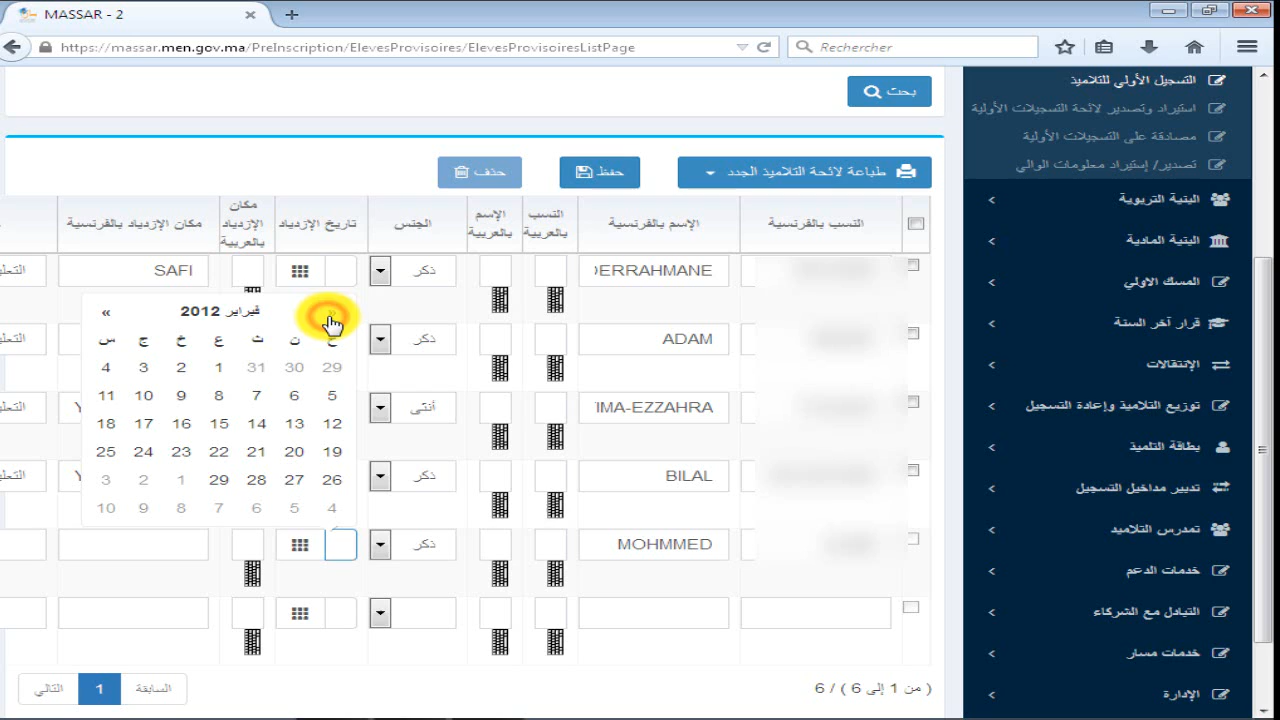 MASSAR - 2
https://massar.men.gov.ma/PreInscription/ElevesProvisoires/ElevesProvisoiresListPage
Rechercher
التسجيل الأولي للتلاميذ
استيراد وتصدير لائحة التسجيلات الأولية
مصادقة على التسجيلات الأولية
تصدير/ إستيراد معلومات الوالي
البنية التربوية
البنية المادية
المسك الاولي
قرار آخر السنة
الإنتقالات
توزيع التلاميذ وإعادة التسجيل
بطاقة التلميذ
تدبير مداخيل التسجيل
تمدرس التلاميد
خدمات الدعم
التبادل مع الشركاء
خدمات مسار
الإدارة
بحث
طباعة لائحة التلاميذ الجدد
حفظ
حذف
النسب بالفرنسية
الإسم بالفرنسية
النسب بالعربية
الإسم بالعربية
الجنس
تاريخ الإزدياد
مكان الإزدياد بالعربية
مكان الإزدياد بالفرنسية
DERRAHMANE ذكر SAFI التعلي
ADAM ذكر التعلي
IMA-EZZAHRA أنثى Y التعلي
BILAL ذكر Y التعلي
MOHMMED ذكر
» فبراير 2012 «
ح ن ث ع خ ج س
29 30 31 1 2 3 4
5 6 7 8 9 10 11
12 13 14 15 16 17 18
19 20 21 22 23 24 25
26 27 28 29 1 2 3
4 5 6 7 8 9 10
( من 1 إلى 6 ) / 6
السابقة 1 التالي